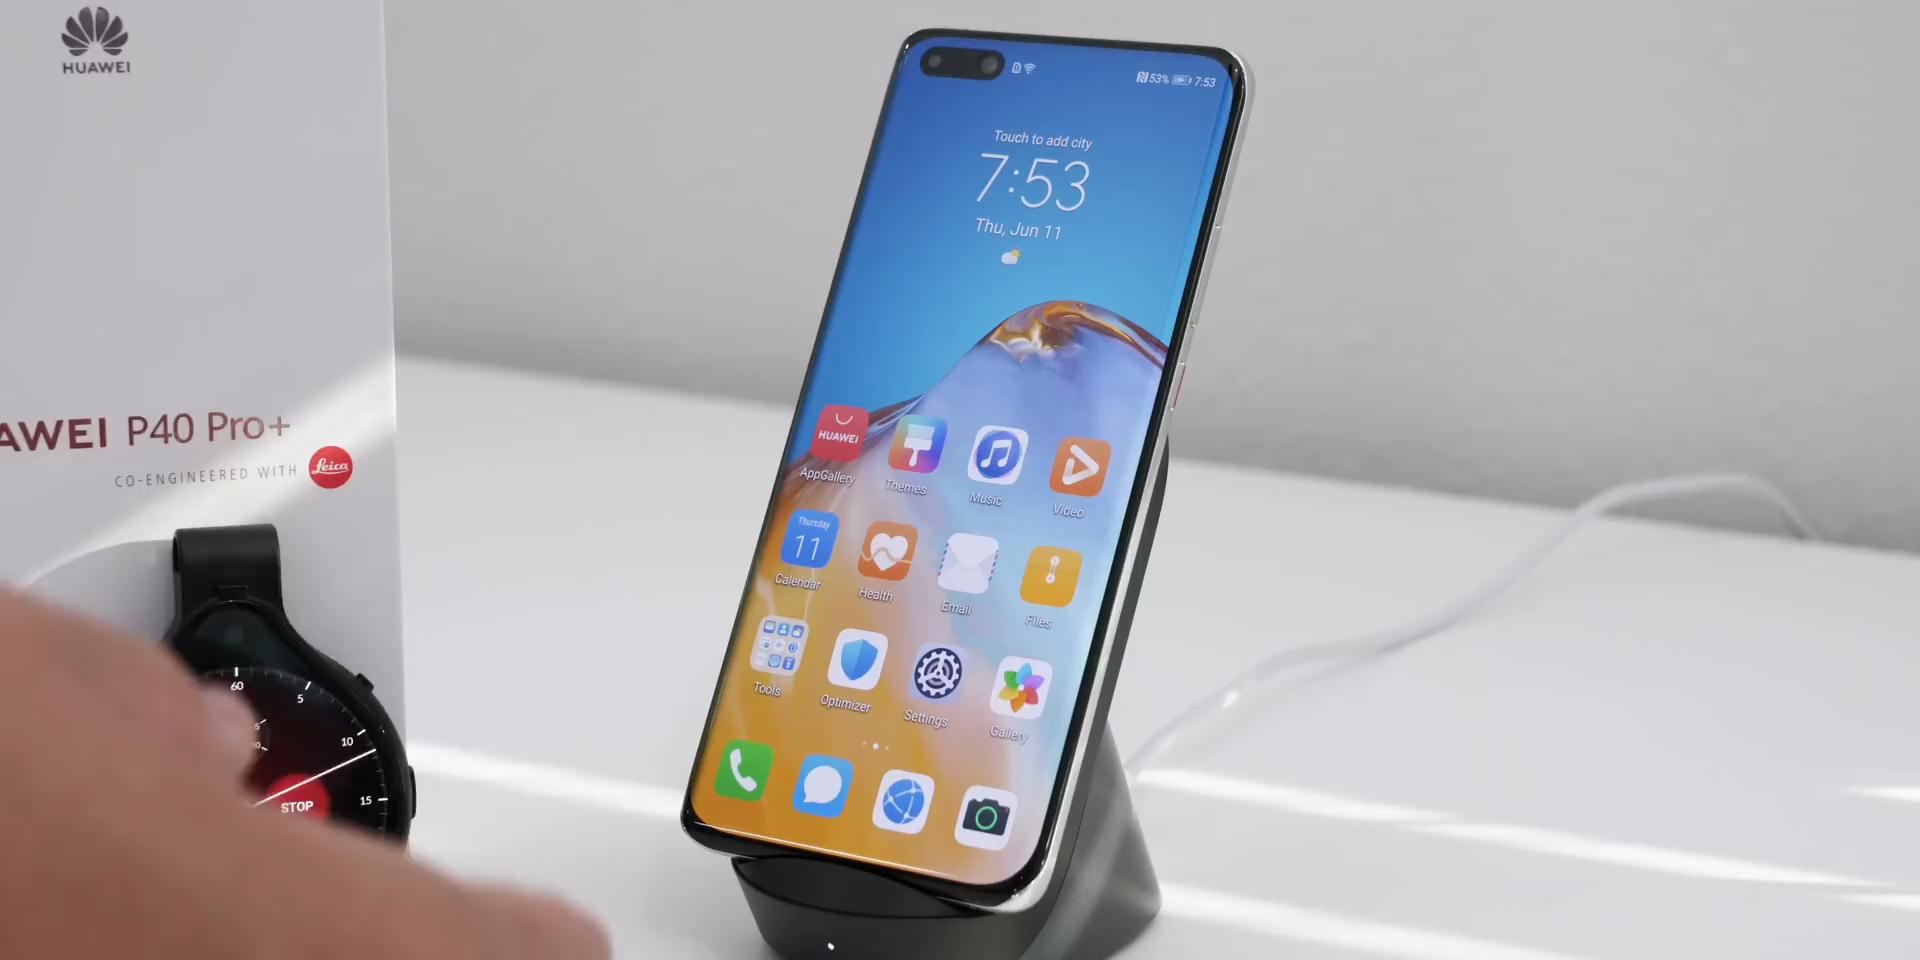 HUAWEI
AWEI P40 Pro+
CO-ENGINEERED WITH Leica
60
5
10
15
STOP
53% 7:53
Touch to add city
7:53
Thu, Jun 11
HUAWEI
AppGallery
Themes
Music
Video
Thursday
11
Calendar
Health
Email
Files
Tools
Optimizer
Settings
Gallery